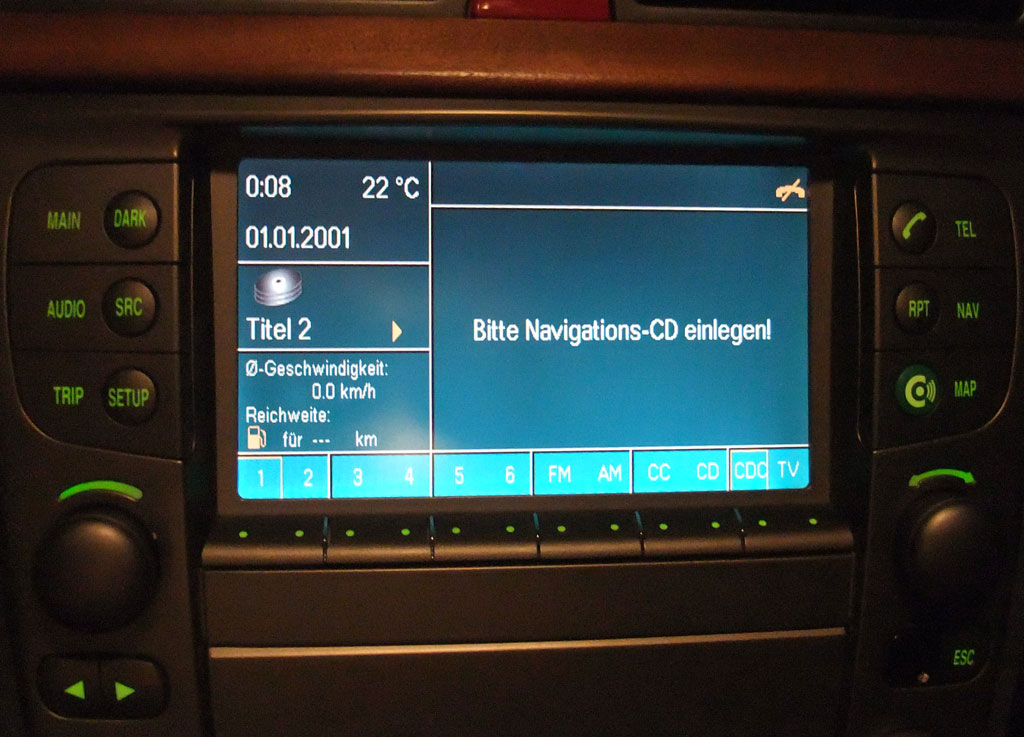 MAIN DARK
AUDIO SRC
TRIP SETUP
0:08 22 °C
01.01.2001
Titel 2
Ø-Geschwindigkeit:
0.0 km/h
Reichweite:
für --- km
Bitte Navigations-CD einlegen!
1 2 3 4 5 6 FM AM CC CD CDC TV
TEL
RPT NAV
MAP
ESC